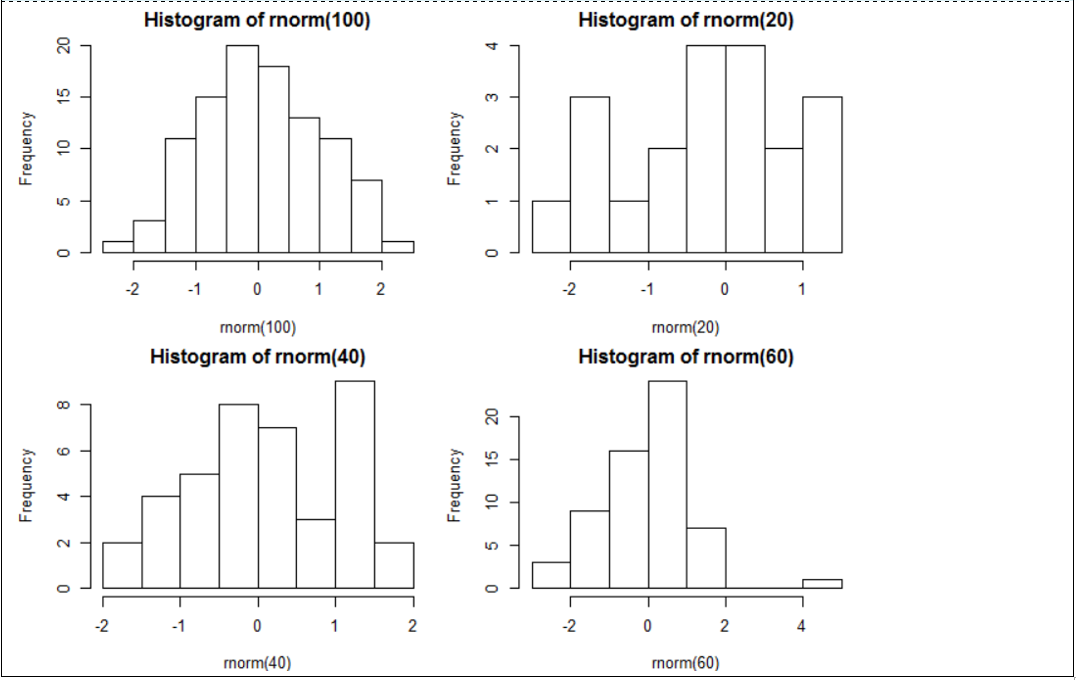 Histogram of rnorm(100)
Frequency
20
15
10
5
0
-2 -1 0 1 2
rnorm(100)
Histogram of rnorm(20)
Frequency
4
3
2
1
0
-2 -1 0 1
rnorm(20)
Histogram of rnorm(40)
Frequency
8
6
4
2
0
-2 -1 0 1 2
rnorm(40)
Histogram of rnorm(60)
Frequency
20
15
10
5
0
-2 0 2 4
rnorm(60)